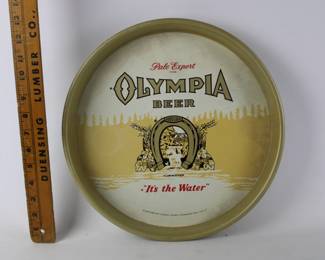 Pale Export
OLYMPIA
BEER
"It's the Water"
DUENSING LUMBER CO.,